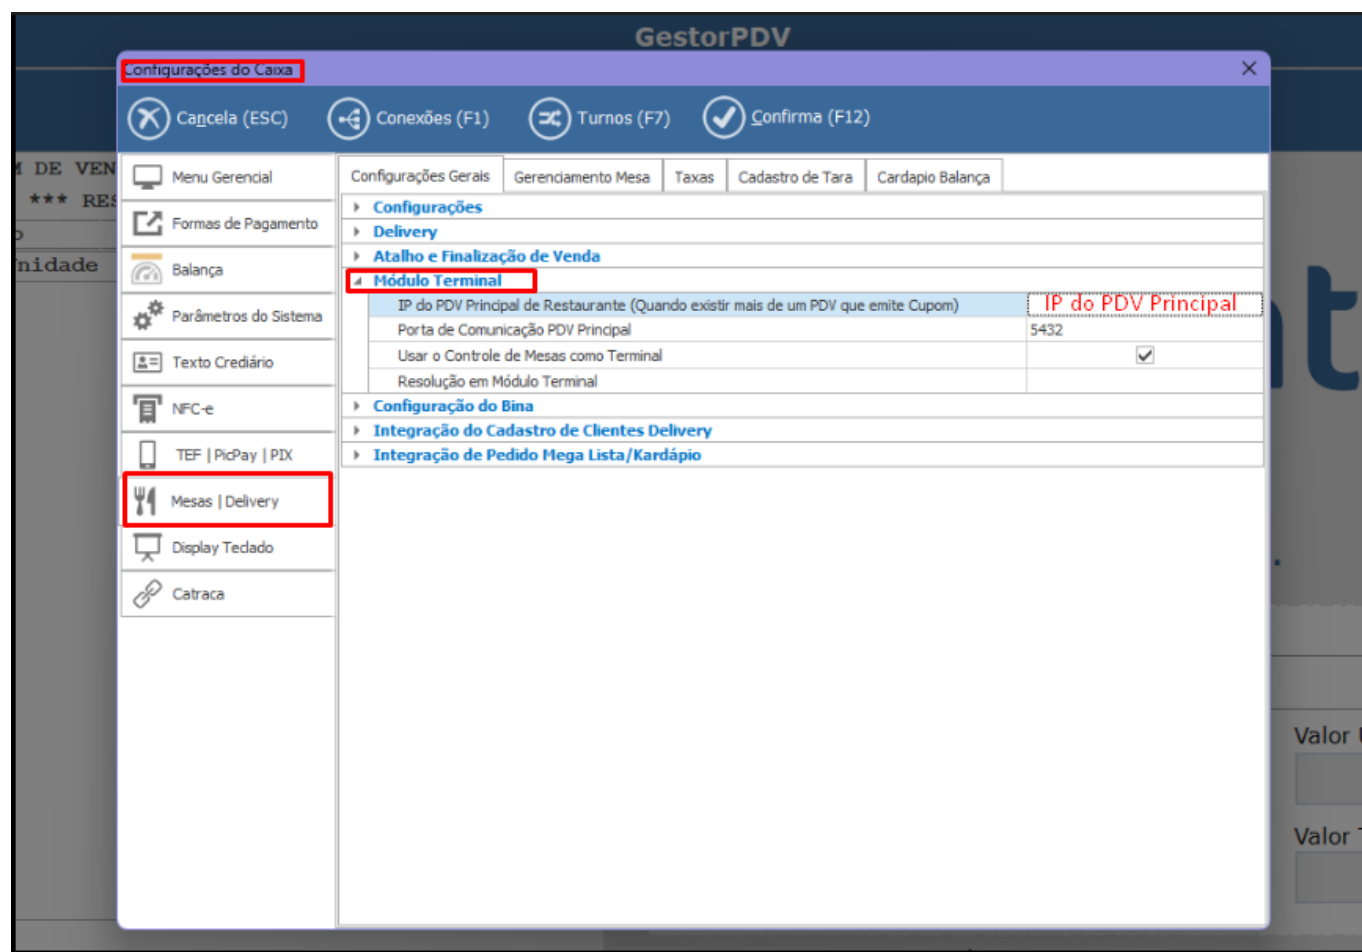 GestorPDV
Configurações do Caixa
Cancela (ESC)
Conexões (F1)
Turnos (F7)
Confirma (F12)
DE VEN
*** RES
nidade
Menu Gerencial
Formas de Pagamento
Balança
Parâmetros do Sistema
Texto Crediário
NFC-e
TEF | PicPay | PIX
Mesas | Delivery
Display Teclado
Catraca
Configurações Gerais
Gerenciamento Mesa
Taxas
Cadastro de Tara
Cardapio Balança
Configurações
Delivery
Atalho e Finalização de Venda
Módulo Terminal
IP do PDV Principal de Restaurante (Quando existir mais de um PDV que emite Cupom)
IP do PDV Principal
Porta de Comunicação PDV Principal
5432
Usar o Controle de Mesas como Terminal
Resolução em Módulo Terminal
Configuração do Bina
Integração do Cadastro de Clientes Delivery
Integração de Pedido Mega Lista/Kardápio
nt
Valor
Valor